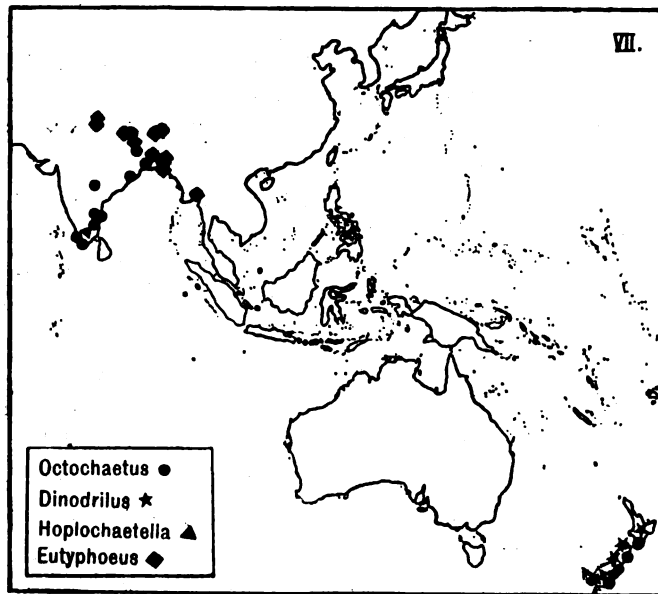 VII.
Octochaetus ●
Dinodrilus ★
Hoplochaetella ▲
Eutyphoeus ◆